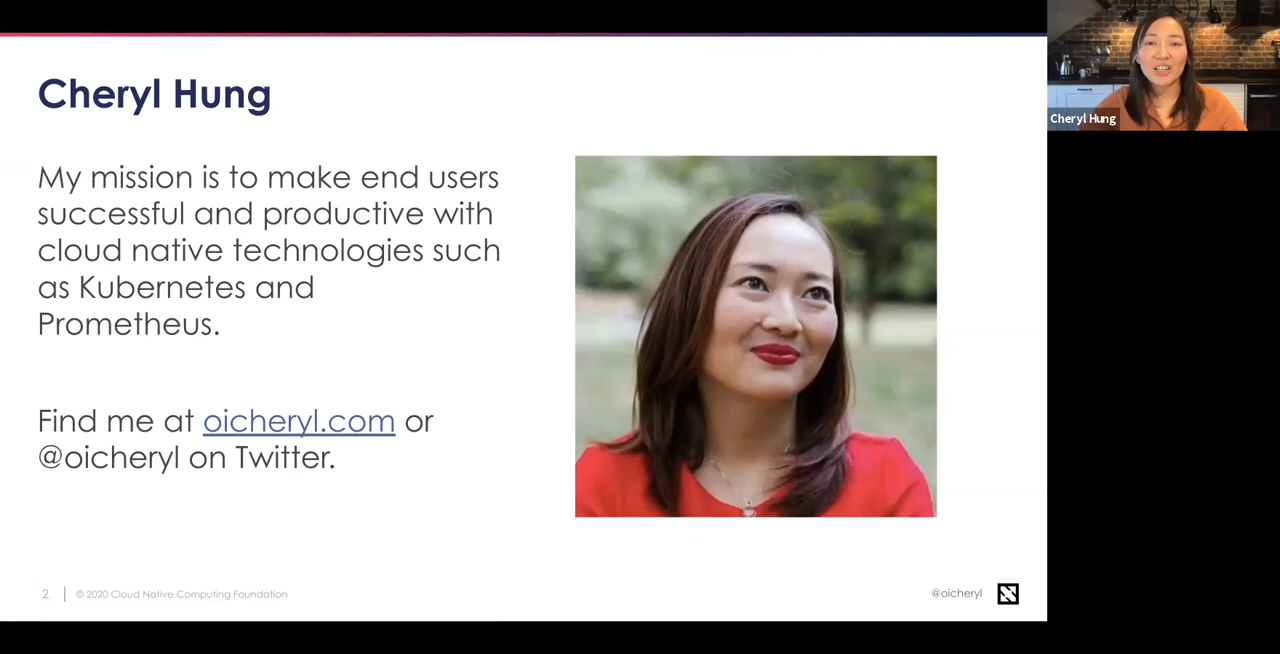 Cheryl Hung
My mission is to make end users
successful and productive with
cloud native technologies such
as Kubernetes and
Prometheus.
Find me at oicheryl.com or
@oicheryl on Twitter.
2
© 2020 Cloud Native Computing Foundation
@oicheryl
Cheryl Hung